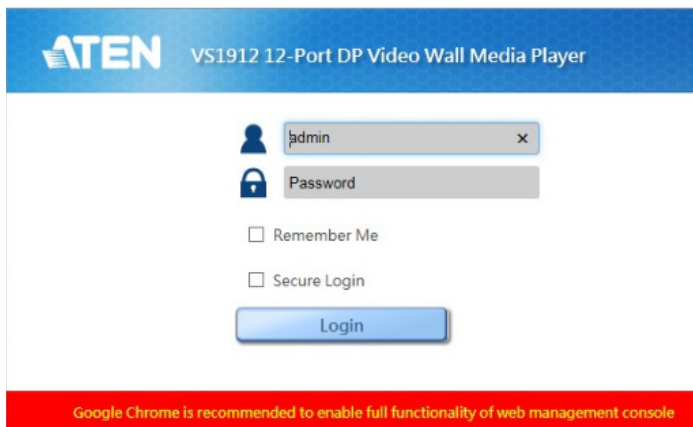 ATEN VS1912 12-Port DP Video Wall Media Player
admin
Password
Remember Me
Secure Login
Login
Google Chrome is recommended to enable full functionality of web management console